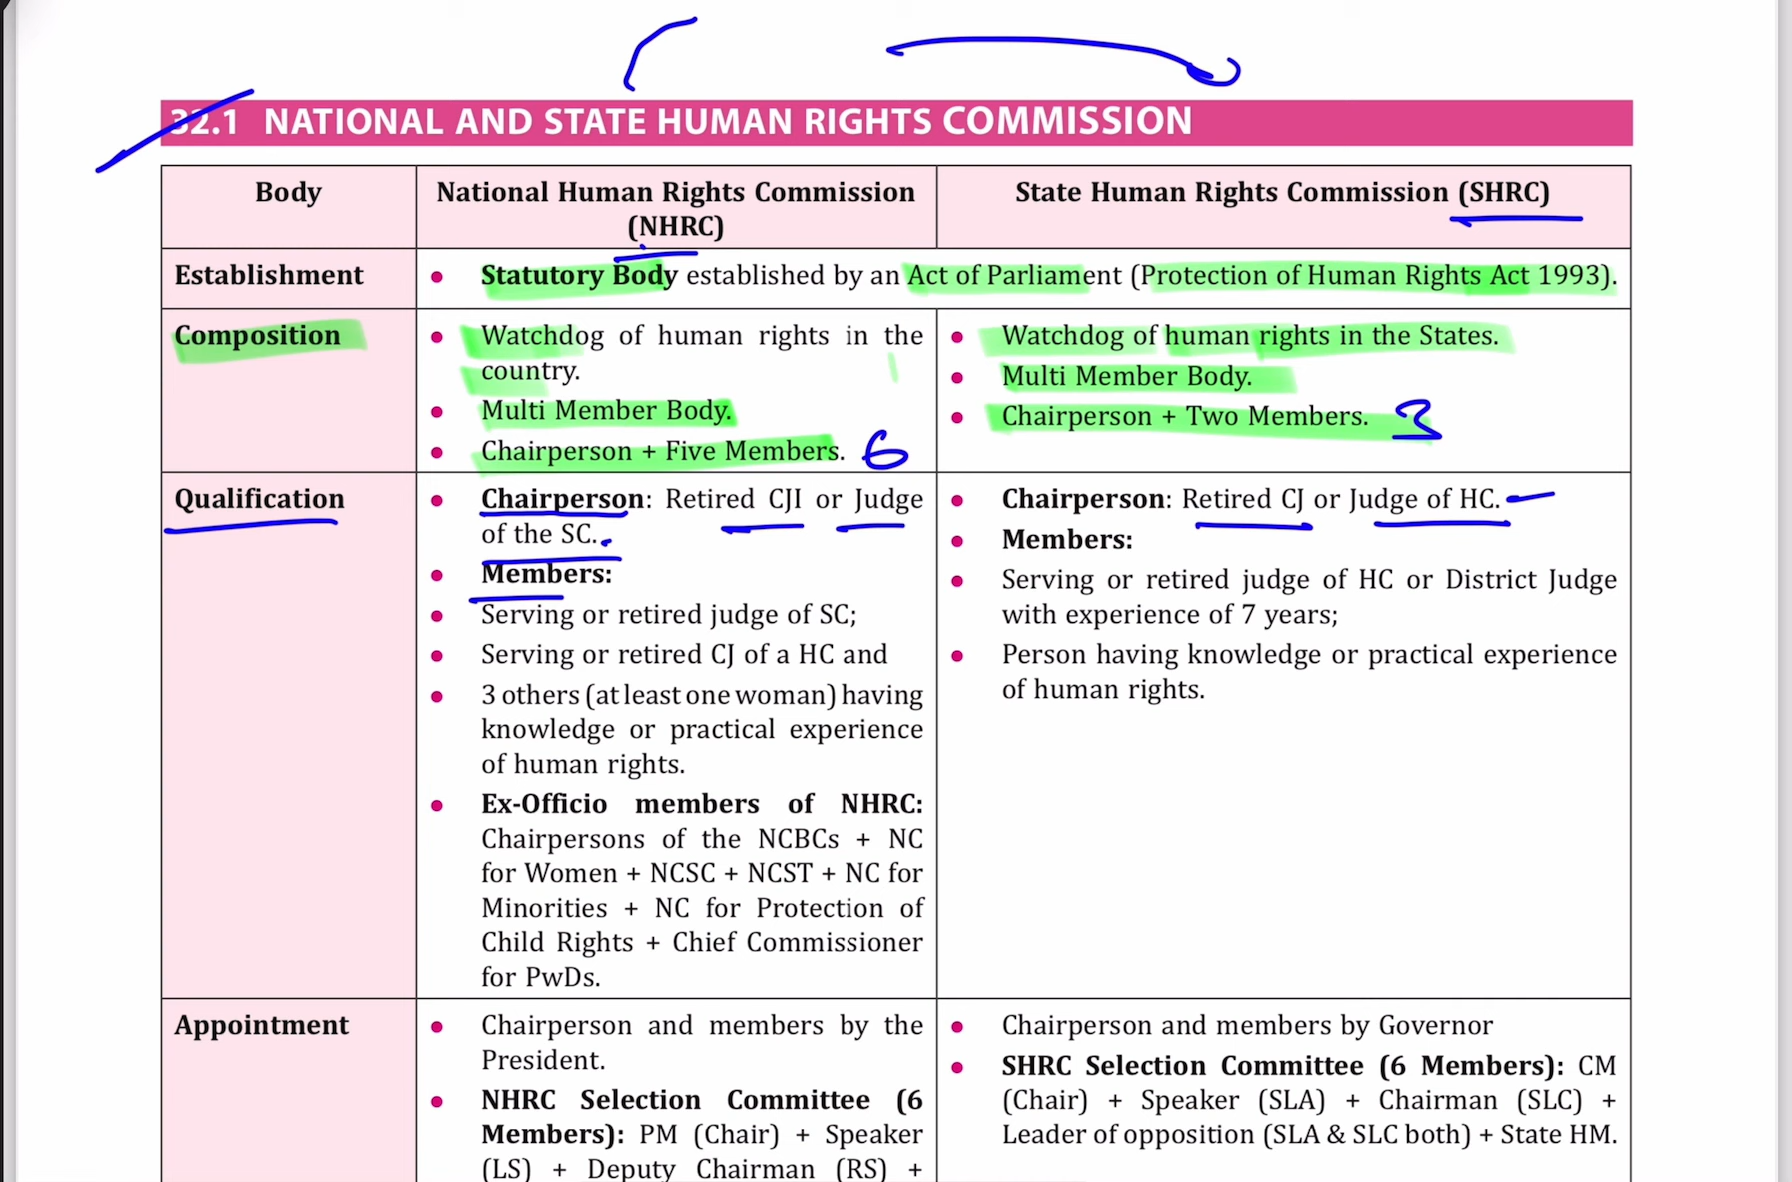 32.1 NATIONAL AND STATE HUMAN RIGHTS COMMISSION
Body
National Human Rights Commission
(NHRC)
State Human Rights Commission (SHRC)
Establishment
• Statutory Body established by an Act of Parliament (Protection of Human Rights Act 1993).
Composition
• Watchdog of human rights in the
country.
• Multi Member Body.
• Chairperson + Five Members. 6
• Watchdog of human rights in the States.
• Multi Member Body.
• Chairperson + Two Members. 3
Qualification
• Chairperson: Retired CJI or Judge
of the SC.
• Members:
• Serving or retired judge of SC;
• Serving or retired CJ of a HC and
• 3 others (at least one woman) having
knowledge or practical experience
of human rights.
• Ex-Officio members of NHRC:
Chairpersons of the NCBCs + NC
for Women + NCSC + NCST + NC for
Minorities + NC for Protection of
Child Rights + Chief Commissioner
for PwDs.
• Chairperson: Retired CJ or Judge of HC.
• Members:
• Serving or retired judge of HC or District Judge
with experience of 7 years;
• Person having knowledge or practical experience
of human rights.
Appointment
• Chairperson and members by the
President.
• NHRC Selection Committee (6
Members): PM (Chair) + Speaker
(LS) + Deputy Chairman (RS) +
• Chairperson and members by Governor
• SHRC Selection Committee (6 Members): CM
(Chair) + Speaker (SLA) + Chairman (SLC) +
Leader of opposition (SLA & SLC both) + State HM.